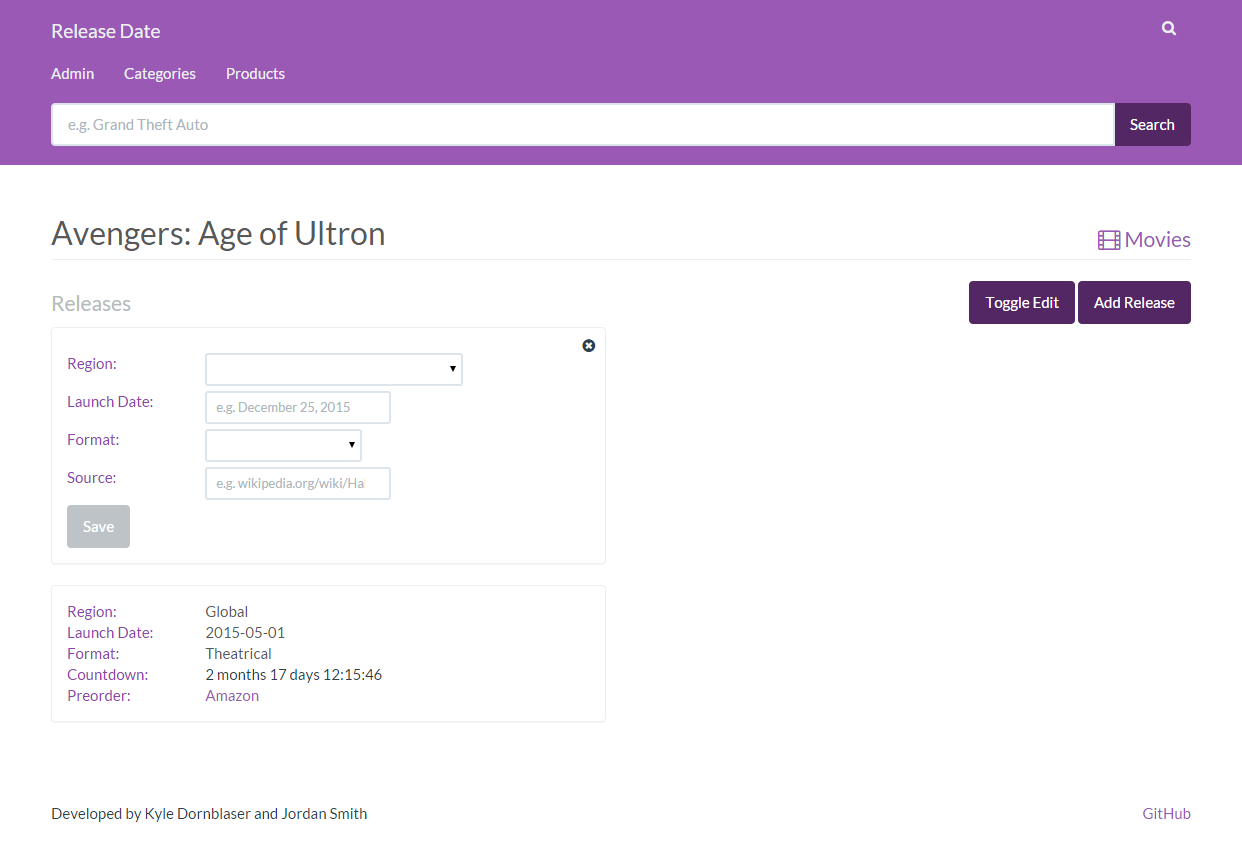 Release Date
Admin Categories Products
e.g. Grand Theft Auto Search
Avengers: Age of Ultron Movies
Releases Toggle Edit Add Release
Region:
Launch Date: e.g. December 25, 2015
Format:
Source: e.g. wikipedia.org/wiki/Ha
Save
Region: Global
Launch Date: 2015-05-01
Format: Theatrical
Countdown: 2 months 17 days 12:15:46
Preorder: Amazon
Developed by Kyle Dornblaser and Jordan Smith GitHub